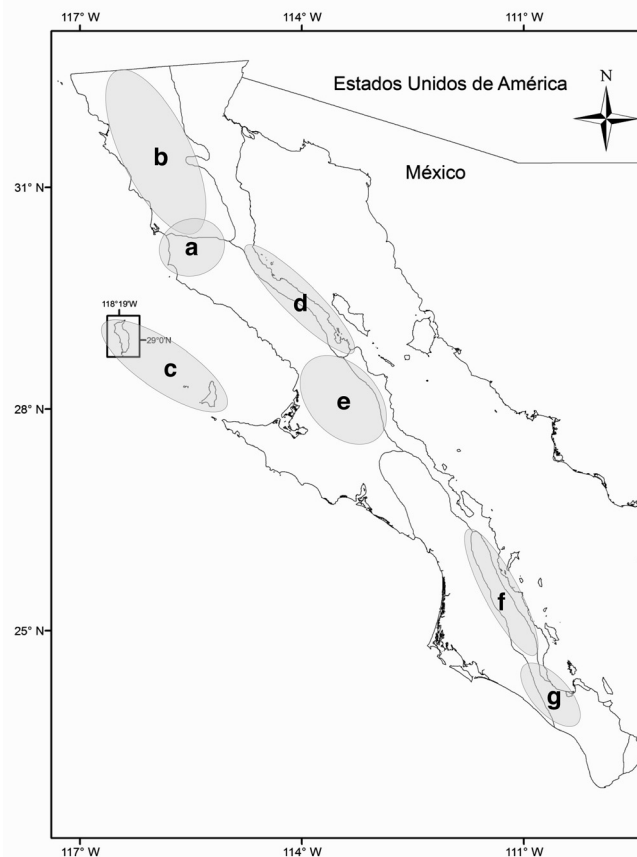 117° W 114° W 111° W
Estados Unidos de América
N
México
31° N
b
a
118°19'W
29°0'N
d
c
28° N
e
25° N
f
g
117° W 114° W 111° W